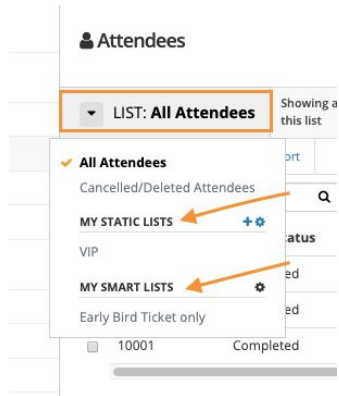 Attendees
LIST: All Attendees
Showing a
this list
All Attendees
ort
Cancelled/Deleted Attendees
MY STATIC LISTS
atus
VIP
ed
MY SMART LISTS
ed
Early Bird Ticket only
10001 Completed